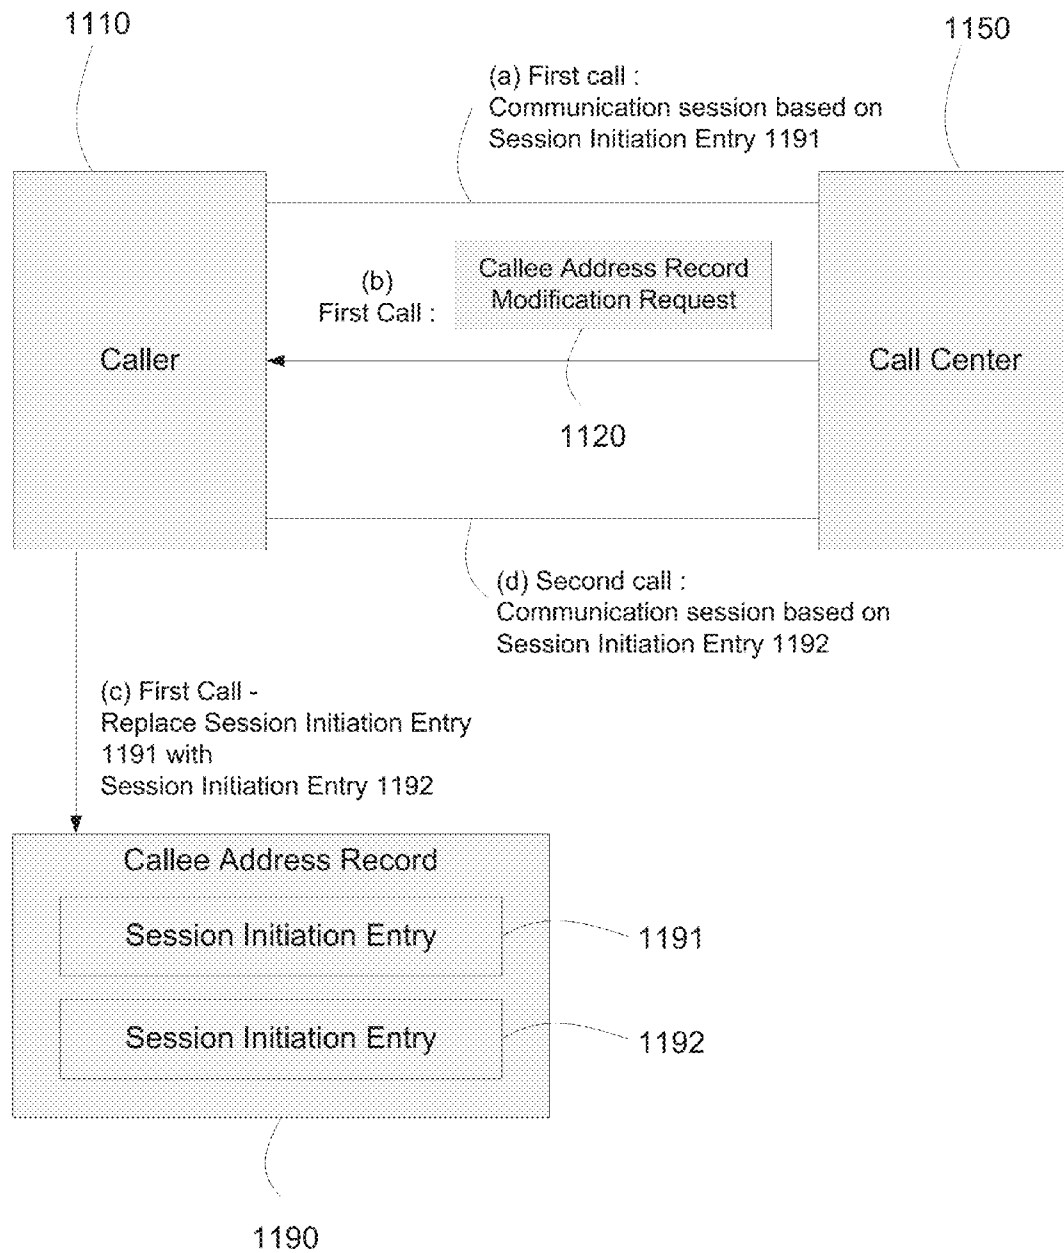 1110
1150
(a) First call :
Communication session based on
Session Initiation Entry 1191
(b)
First Call :
Callee Address Record
Modification Request
Caller
Call Center
1120
(d) Second call :
Communication session based on
Session Initiation Entry 1192
(c) First Call -
Replace Session Initiation Entry
1191 with
Session Initiation Entry 1192
Callee Address Record
Session Initiation Entry
1191
Session Initiation Entry
1192
1190